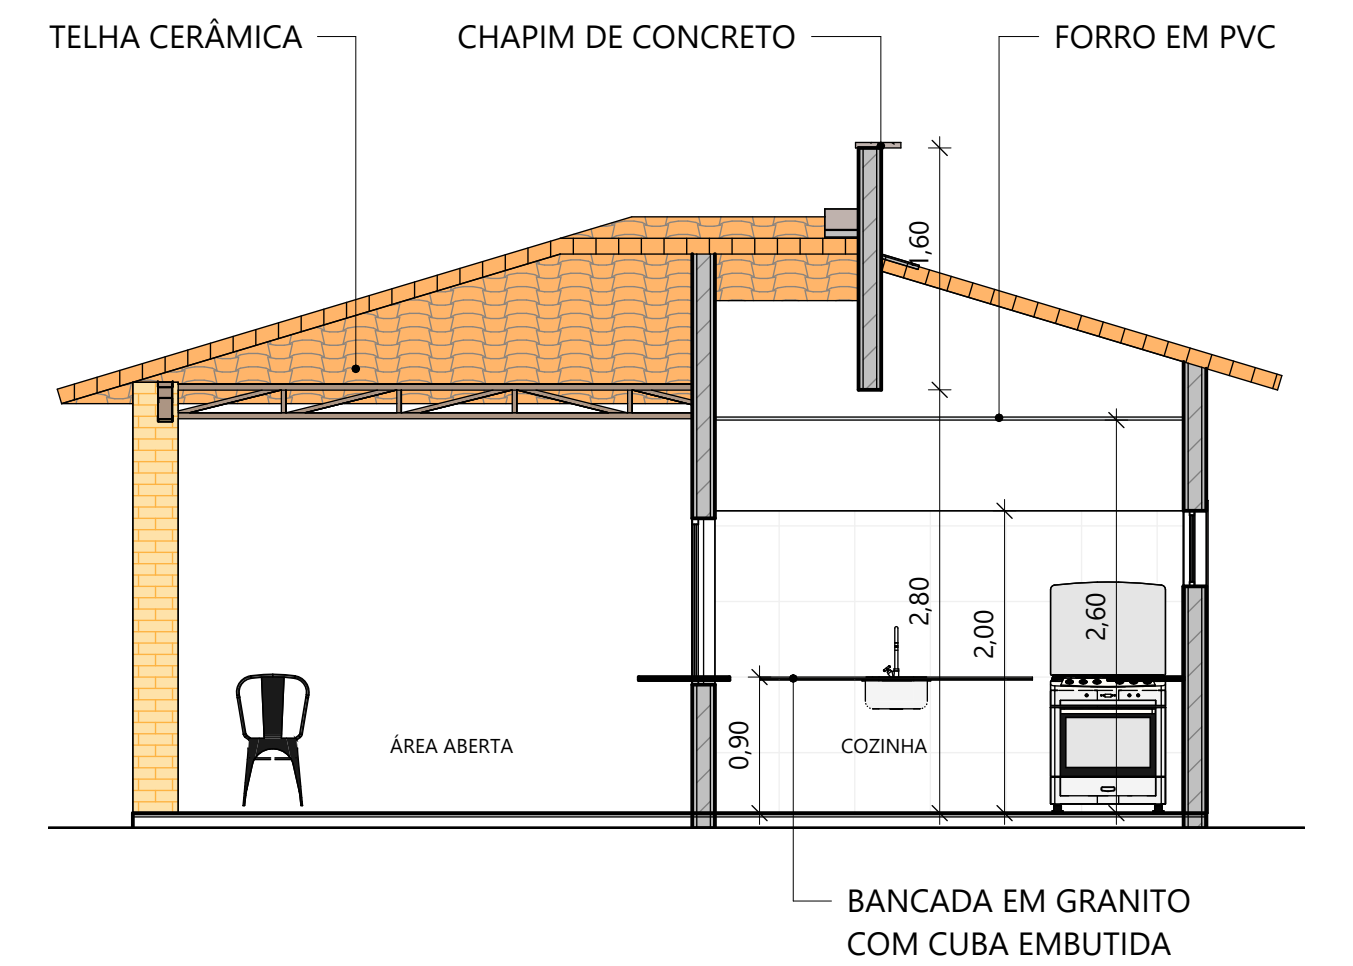 TELHA CERÂMICA
CHAPIM DE CONCRETO
FORRO EM PVC
1,60
2,80
2,00
2,60
0,90
ÁREA ABERTA
COZINHA
BANCADA EM GRANITO
COM CUBA EMBUTIDA